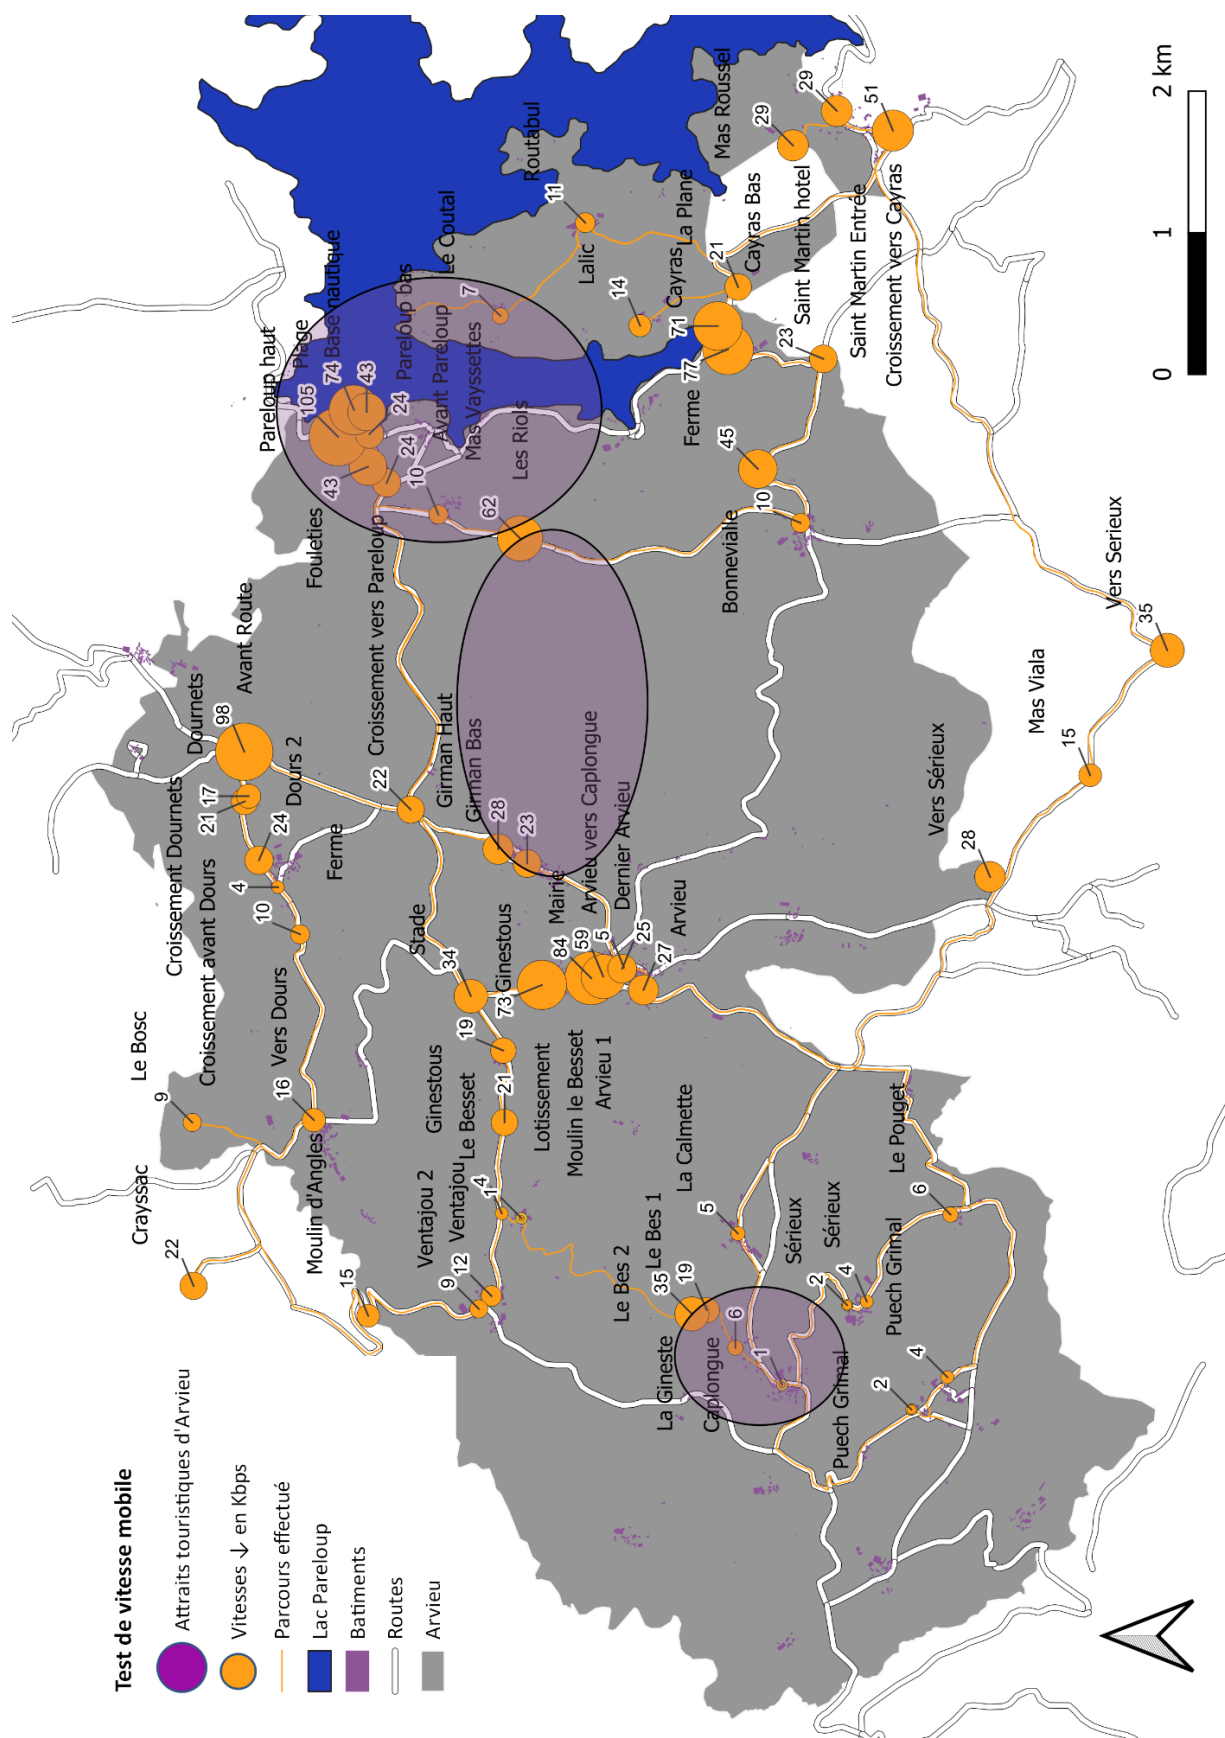 Test de vitesse mobile
Attraits touristiques d'Arvieu
Vitesses ↓ en Kbps
Parcours effectué
Lac Pareloup
Batiments
Routes
Arvieu
Crayssac
22
Le Bosc
9
Croissement Dournets
Croissement avant Dours
Dournets
Avant Route
98
17
21
24
4
10
Dours 2
Ferme
Vers Dours
16
Moulin d'Angles
15
Pareloup haut
Plage
Base nautique
105
74
43
24
43
24
10
Pareloup bas
Avant Pareloup
Mas Vayssettes
Le Coutal
7
Routabul
11
Lalic
Les Riols
62
Fouleties
Croissement vers Pareloup
22
Girman Haut
Girman Bas
28
23
Stade
34
Ginestous
73
19
21
Mairie
84
59
5
25
27
Arvieu vers Caplongue
Dernier Arvieu
Arvieu
Ginestous
Le Besset
Lotissement
Moulin le Besset
Arvieu 1
Ventajou 2
Ventajou
9
12
14
1
La Calmette
5
Le Bes 1
Le Bes 2
35
19
6
1
La Gineste
Caplongue
Sérieux
Sérieux
2
4
Puech Grimal
Puech Grimal
2
4
Le Pouget
6
14
Cayrás
La Plane
71
77
21
Cayras Bas
Ferme
Mas Roussel
29
29
51
Saint Martin hotel
Saint Martin Entrée
Croissement vers Cayras
23
45
10
Bonnevialle
Vers Sérieux
28
Mas Viala
15
Vers Serieux
35
0
1
2 km